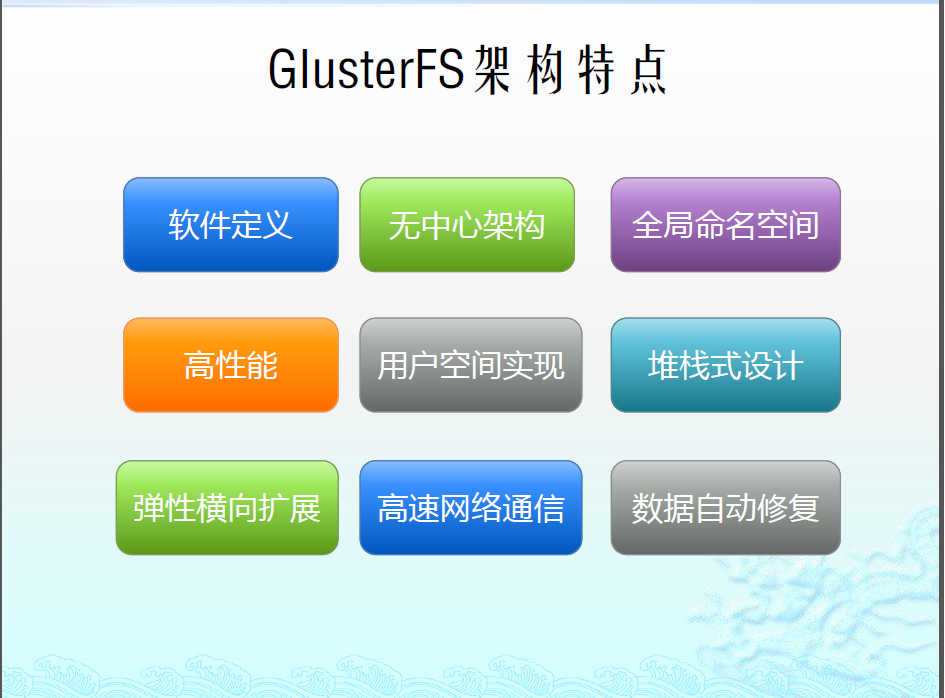 GlusterFS架构特点
软件定义
无中心架构
全局命名空间
高性能
用户空间实现
堆栈式设计
弹性横向扩展
高速网络通信
数据自动修复